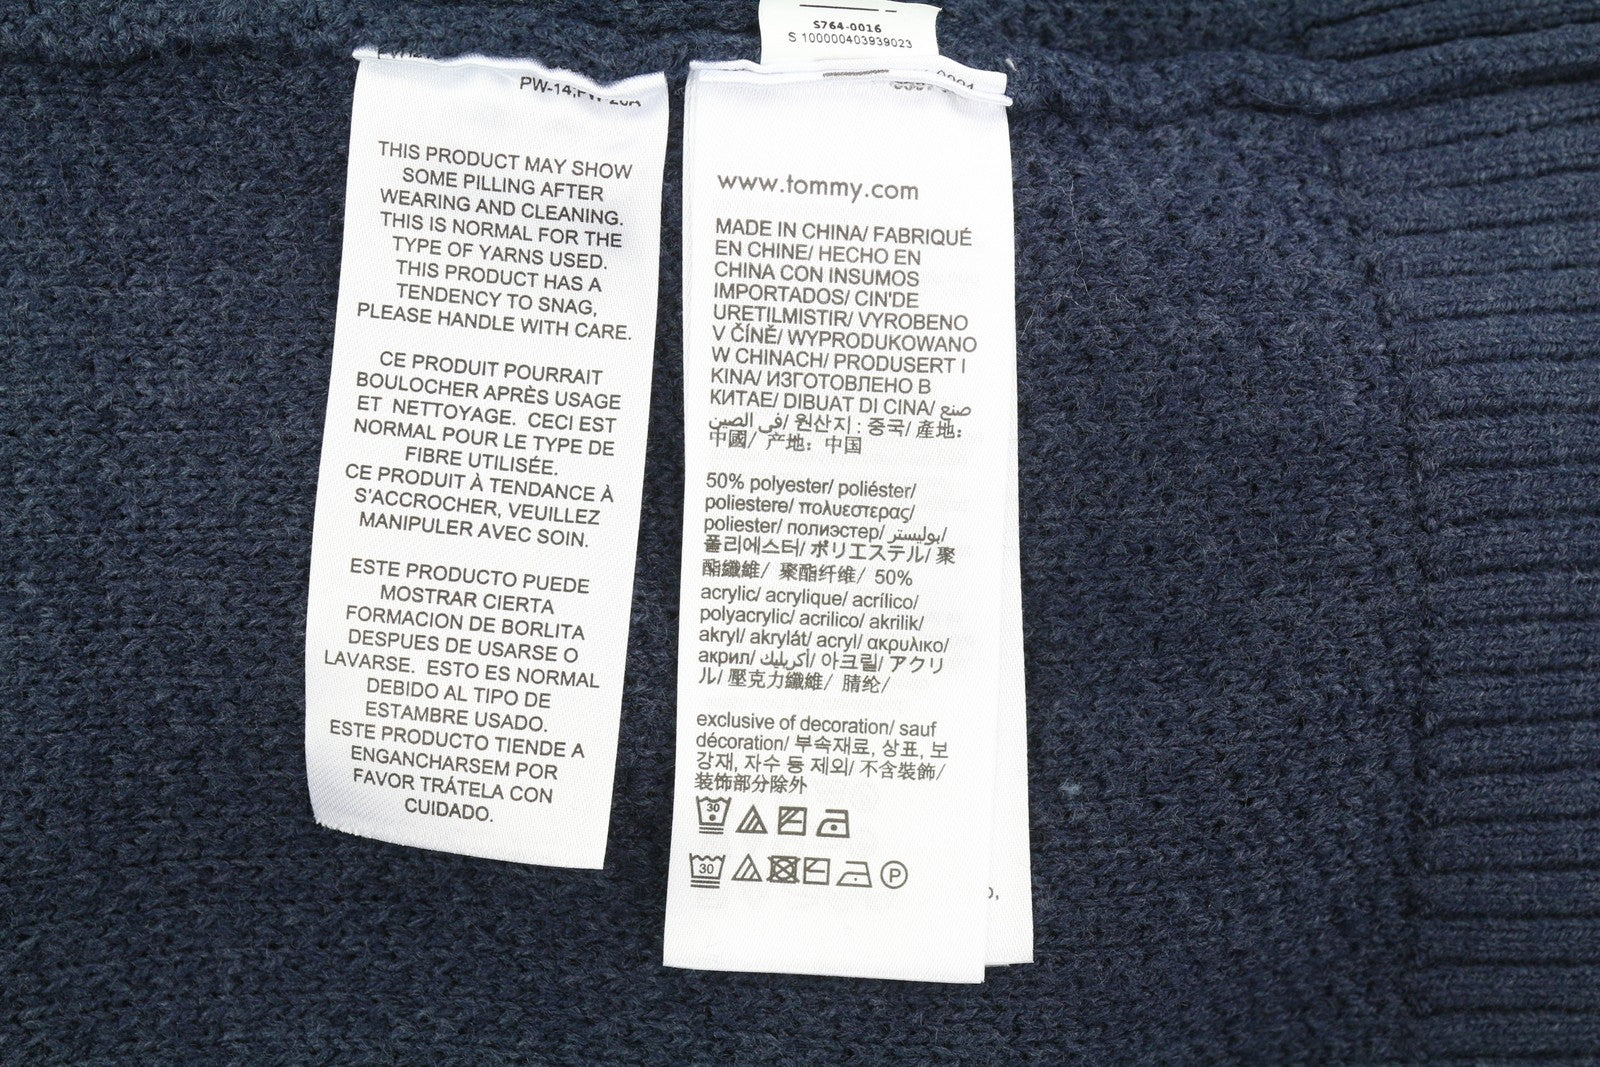 S764-0016
S 100000403939023
THIS PRODUCT MAY SHOW
SOME PILLING AFTER
WEARING AND CLEANING.
THIS IS NORMAL FOR THE
TYPE OF YARNS USED.
THIS PRODUCT HAS A
TENDENCY TO SNAG,
PLEASE HANDLE WITH CARE.
CE PRODUIT POURRAIT
BOULOCHER APRÈS USAGE
ET NETTOYAGE. CECI EST
NORMAL POUR LE TYPE DE
FIBRE UTILISÉE.
CE PRODUIT À TENDANCE À
S'ACCROCHER, VEUILLEZ
MANIPULER AVEC SOIN.
ESTE PRODUCTO PUEDE
MOSTRAR CIERTA
FORMACION DE BORLITA
DESPUES DE USARSE O
LAVARSE. ESTO ES NORMAL
DEBIDO AL TIPO DE
ESTAMBRE USADO.
ESTE PRODUCTO TIENDE A
ENGANCHARSEM POR
FAVOR TRÁTELA CON
CUIDADO.
www.tommy.com
MADE IN CHINA/ FABRIQUÉ
EN CHINE/ HECHO EN
CHINA CON INSUMOS
IMPORTADOS/ CIN'DE
URETILMISTIR/ VYROBENO
V ČÍNĚ/ WYPRODUKOWANO
W CHINACH/ PRODUSERT I
KINA/ ИЗГОТОВЛЕНО В
КИТАЕ/ DIBUAT DI CINA/ صنع
في الصين/ 원산지 : 중국/ 產地:
中國/ 产地: 中国
50% polyester/ poliéster/
poliestere/ πολυεστερας/
poliester/ полиэстер/ بوليستر/
폴리에스터/ ポリエステル/ 聚
酯纖維/ 聚酯纤维/ 50%
acrylic/ acrylique/ acrílico/
polyacrylic/ acrilico/ akrilik/
akryl/ akrylát/ acryl/ ακρυλικο/
акрил/ أكريليك/ 아크릴/ アクリ
ル/ 壓克力纖維/ 腈纶/
exclusive of decoration/ sauf
décoration/ 부속재료, 상표, 보
강재, 자수 등 제외/ 不含裝飾/
装饰部分除外
30
30 P